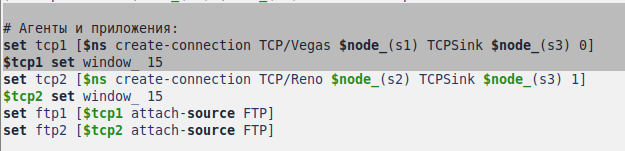 # Агенты и приложения:
set tcp1 [$ns create-connection TCP/Vegas $node_(s1) TCPSink $node_(s3) 0]
$tcp1 set window_ 15
set tcp2 [$ns create-connection TCP/Reno $node_(s2) TCPSink $node_(s3) 1]
$tcp2 set window_ 15
set ftp1 [$tcp1 attach-source FTP]
set ftp2 [$tcp2 attach-source FTP]